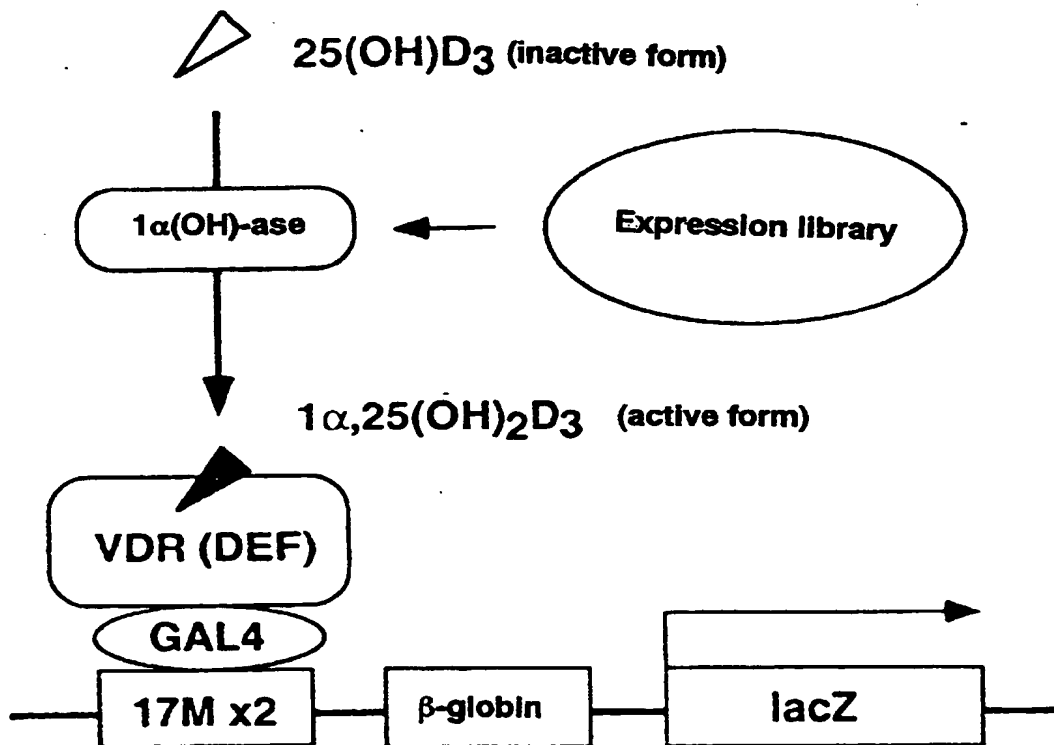 25(OH)D3 (inactive form)
1α(OH)-ase
Expression library
1α,25(OH)2D3 (active form)
VDR (DEF)
GAL4
17M x2
β-globin
lacZ